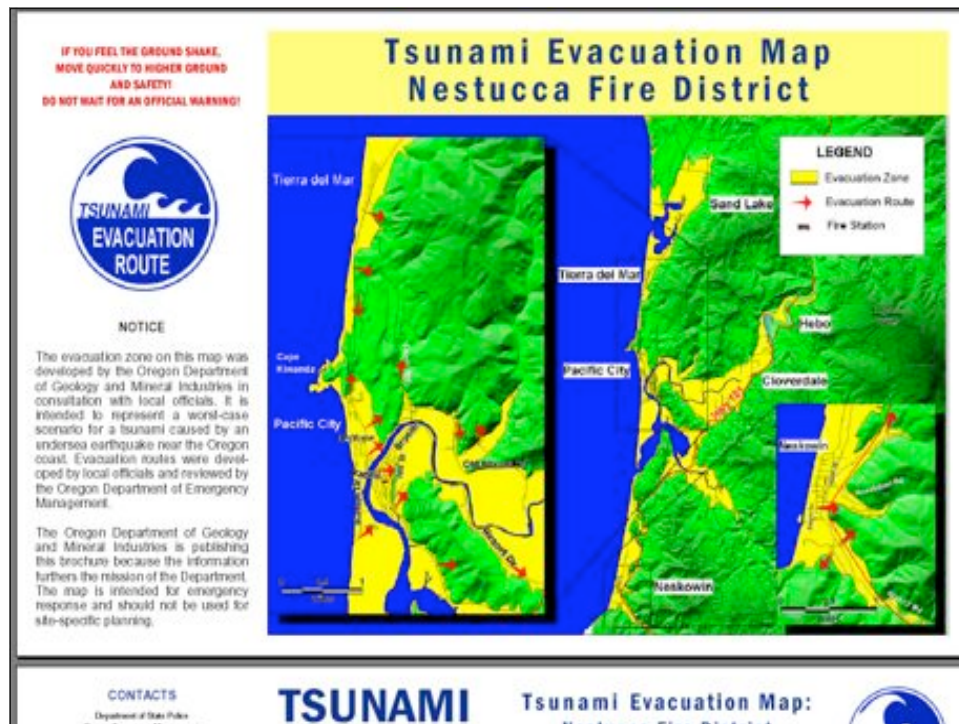 IF YOU FEEL THE GROUND SHAKE,
MOVE QUICKLY TO HIGHER GROUND
AND SAFETY!
DO NOT WAIT FOR AN OFFICIAL WARNING!
TSUNAMI
EVACUATION
ROUTE
NOTICE
The evacuation zone on this map was
developed by the Oregon Department
of Geology and Mineral Industries in
consultation with local officials. It is
intended to represent a worst-case
scenario for a tsunami caused by an
undersea earthquake near the Oregon
coast. Evacuation routes were devel-
oped by local officials and reviewed by
the Oregon Department of Emergency
Management.
The Oregon Department of Geology
and Mineral Industries is publishing
this brochure because the information
furthers the mission of the Department.
The map is intended for emergency
response and should not be used for
site-specific planning.
Tsunami Evacuation Map
Nestucca Fire District
Tierra del Mar
Cape
Kiwanda
Pacific City
LEGEND
Evacuation Zone
Evacuation Route
Fire Station
Sand Lake
Tierra del Mar
Hebo
Pacific City
Cloverdale
Neskowin
Neskowin
CONTACTS
Department of State Police
TSUNAMI
Tsunami Evacuation Map: